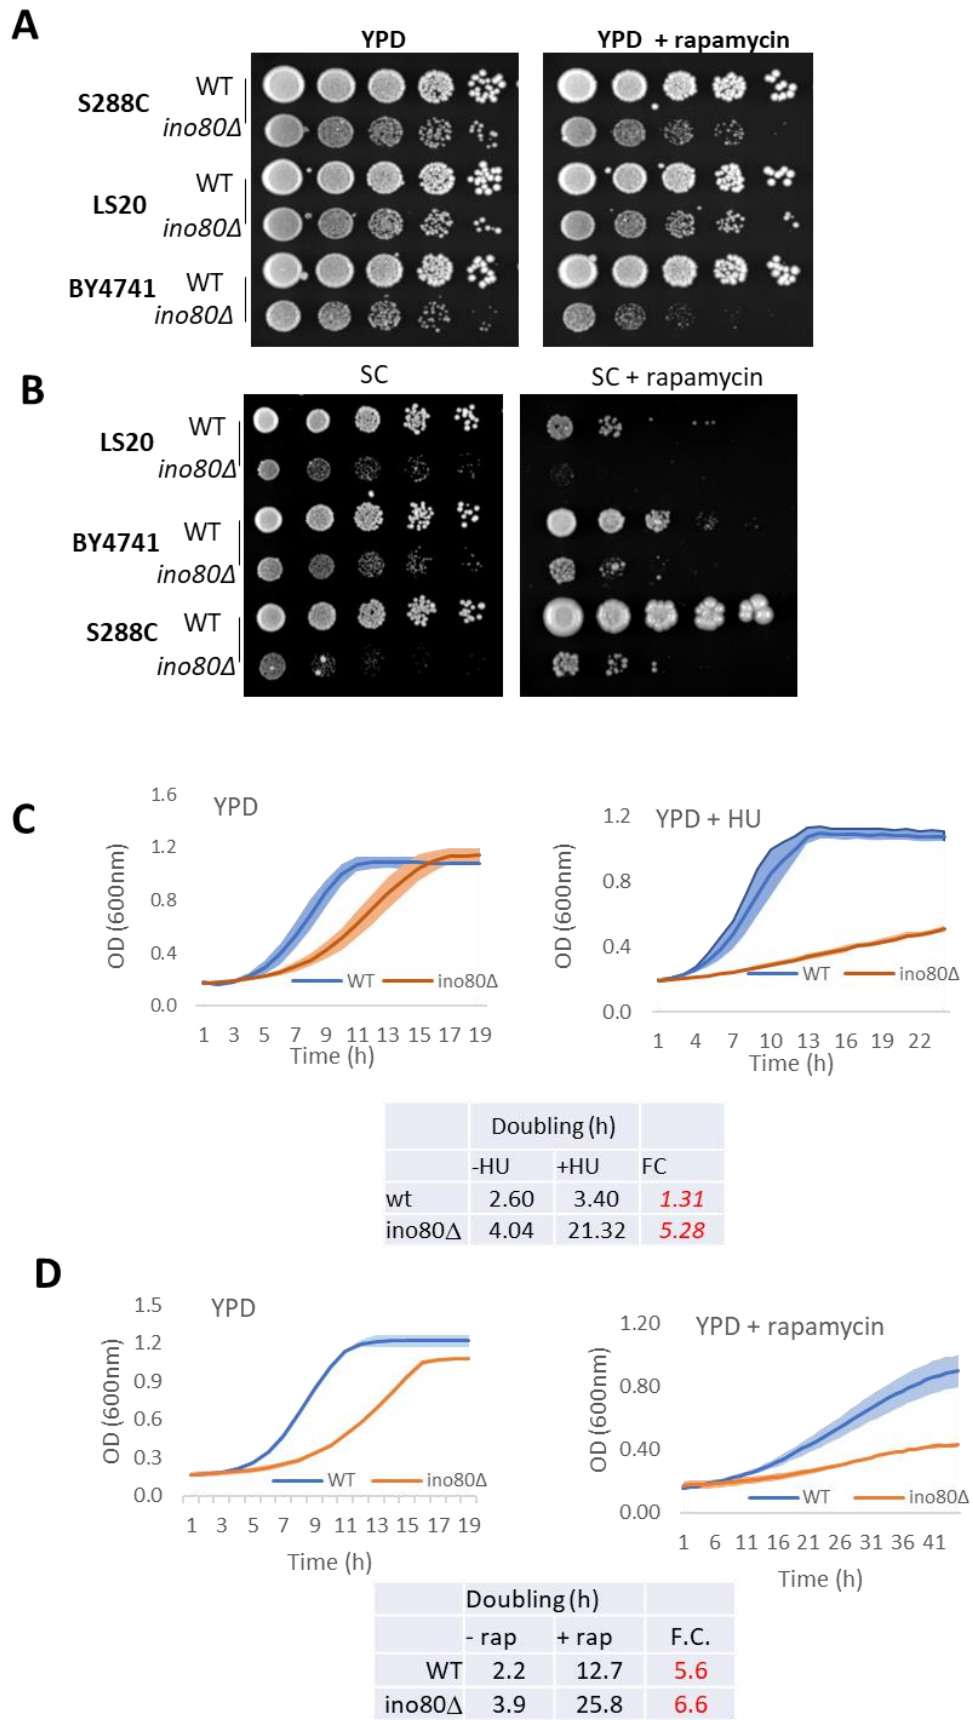 A
YPD
YPD + rapamycin
S288C
WT
ino80Δ
LS20
WT
ino80Δ
BY4741
WT
ino80Δ
B
SC
SC + rapamycin
LS20
WT
ino80Δ
BY4741
WT
ino80Δ
S288C
WT
ino80Δ
C
YPD
OD (600nm)
1.6
1.2
0.8
0.4
0.0
WT ino80Δ
1 3 5 7 9 11 13 15 17 19
Time (h)
YPD + HU
OD (600nm)
1.2
0.8
0.4
0.0
WT ino80Δ
1 4 7 10 13 16 19 22
Time (h)
Doubling (h)
-HU +HU FC
wt 2.60 3.40 1.31
ino80Δ 4.04 21.32 5.28
D
YPD
OD (600nm)
1.5
1.2
0.9
0.6
0.3
0.0
WT ino80Δ
1 3 5 7 9 11 13 15 17 19
Time (h)
YPD + rapamycin
OD (600nm)
1.20
0.80
0.40
0.00
WT ino80Δ
1 6 11 16 21 26 31 36 41
Time (h)
Doubling (h)
- rap + rap F.C.
WT 2.2 12.7 5.6
ino80Δ 3.9 25.8 6.6